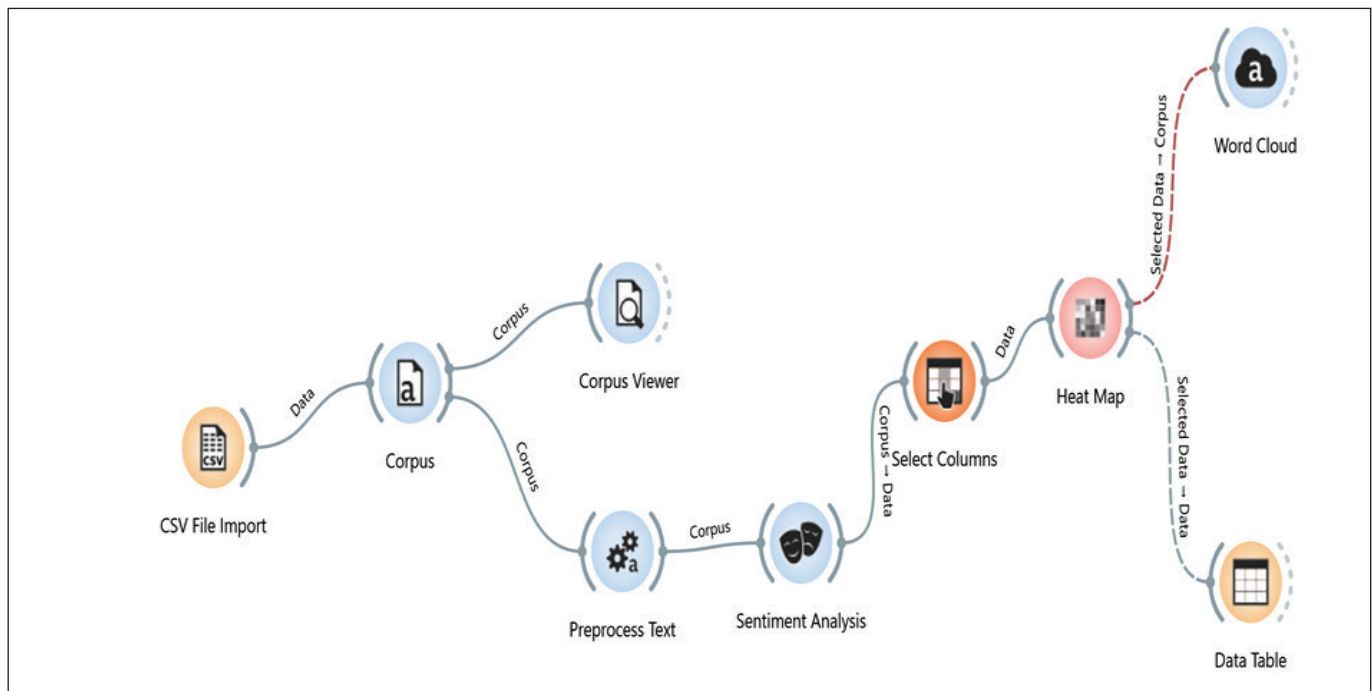 CSV File Import
Data
Corpus
Corpus
Corpus Viewer
Corpus
Preprocess Text
Corpus
Sentiment Analysis
Corpus → Data
Select Columns
Data
Heat Map
Selected Data → Corpus
Word Cloud
Selected Data → Data
Data Table
a
CSV
a
a